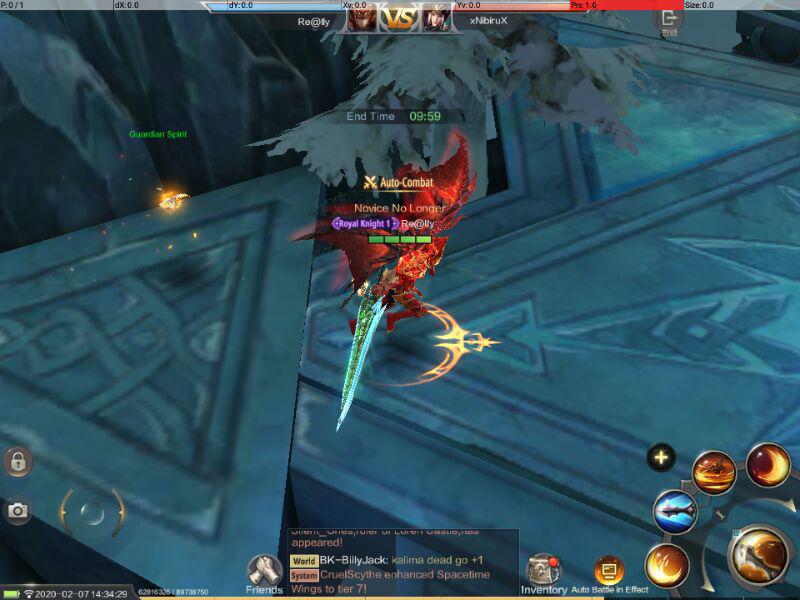 P: 0 / 1 dX: 0.0 dY: 0.0 Xv: 0.0 Yv: 0.0 Prs: 1.0 Size: 0.0
Re@lly VS xNibiruX
End
End Time 09:59
Guardian Spirit
Auto-Combat
Novice No Longer
Royal Knight 1 Re@lly
Silent_Ones,ruler of Loren Castle,has
appeared!
World BK-BillyJack: kalima dead go +1
System CruelScythe enhanced Spacetime
Wings to tier 7!
Friends
Inventory
Auto Battle in Effect
2020-02-07 14:34:29
62816326 / 89738750